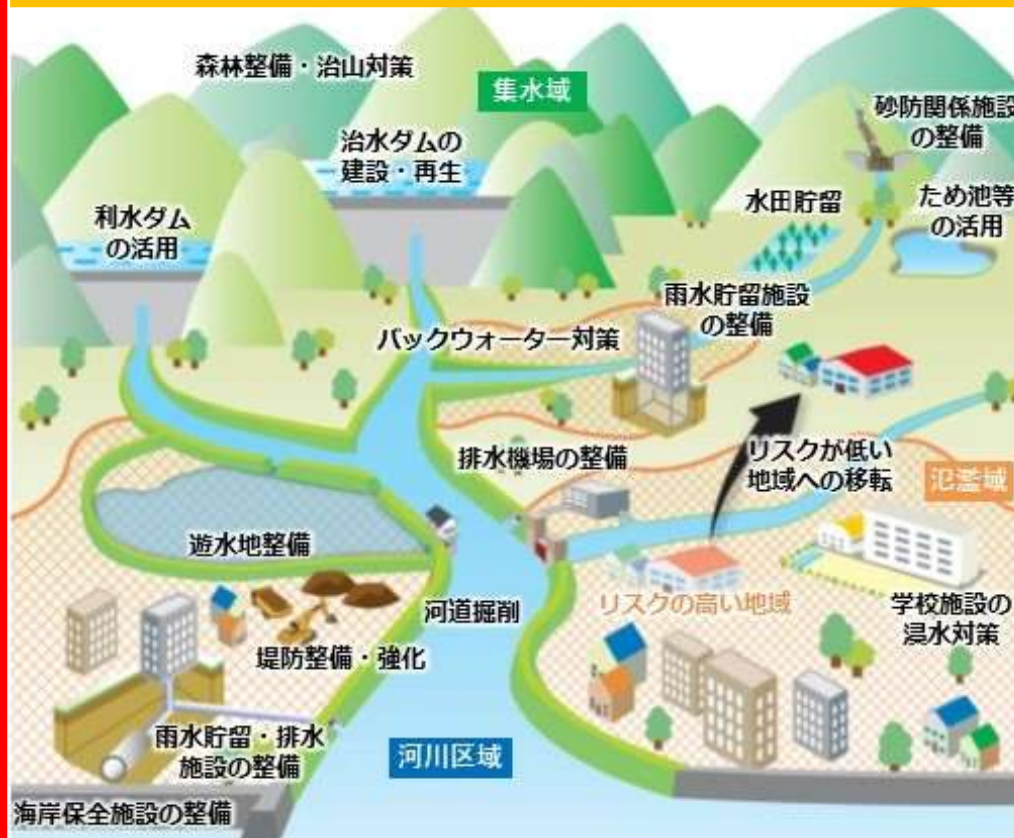 森林整備・治山対策
集水域
砂防関係施設
の整備
治水ダムの
建設・再生
水田貯留
ため池等
の活用
利水ダム
の活用
雨水貯留施設
の整備
バックウォーター対策
リスクが低い
地域への移転
排水機場の整備
氾濫域
遊水地整備
リスクの高い地域
学校施設の
浸水対策
河道掘削
堤防整備・強化
雨水貯留・排水
施設の整備
河川区域
海岸保全施設の整備